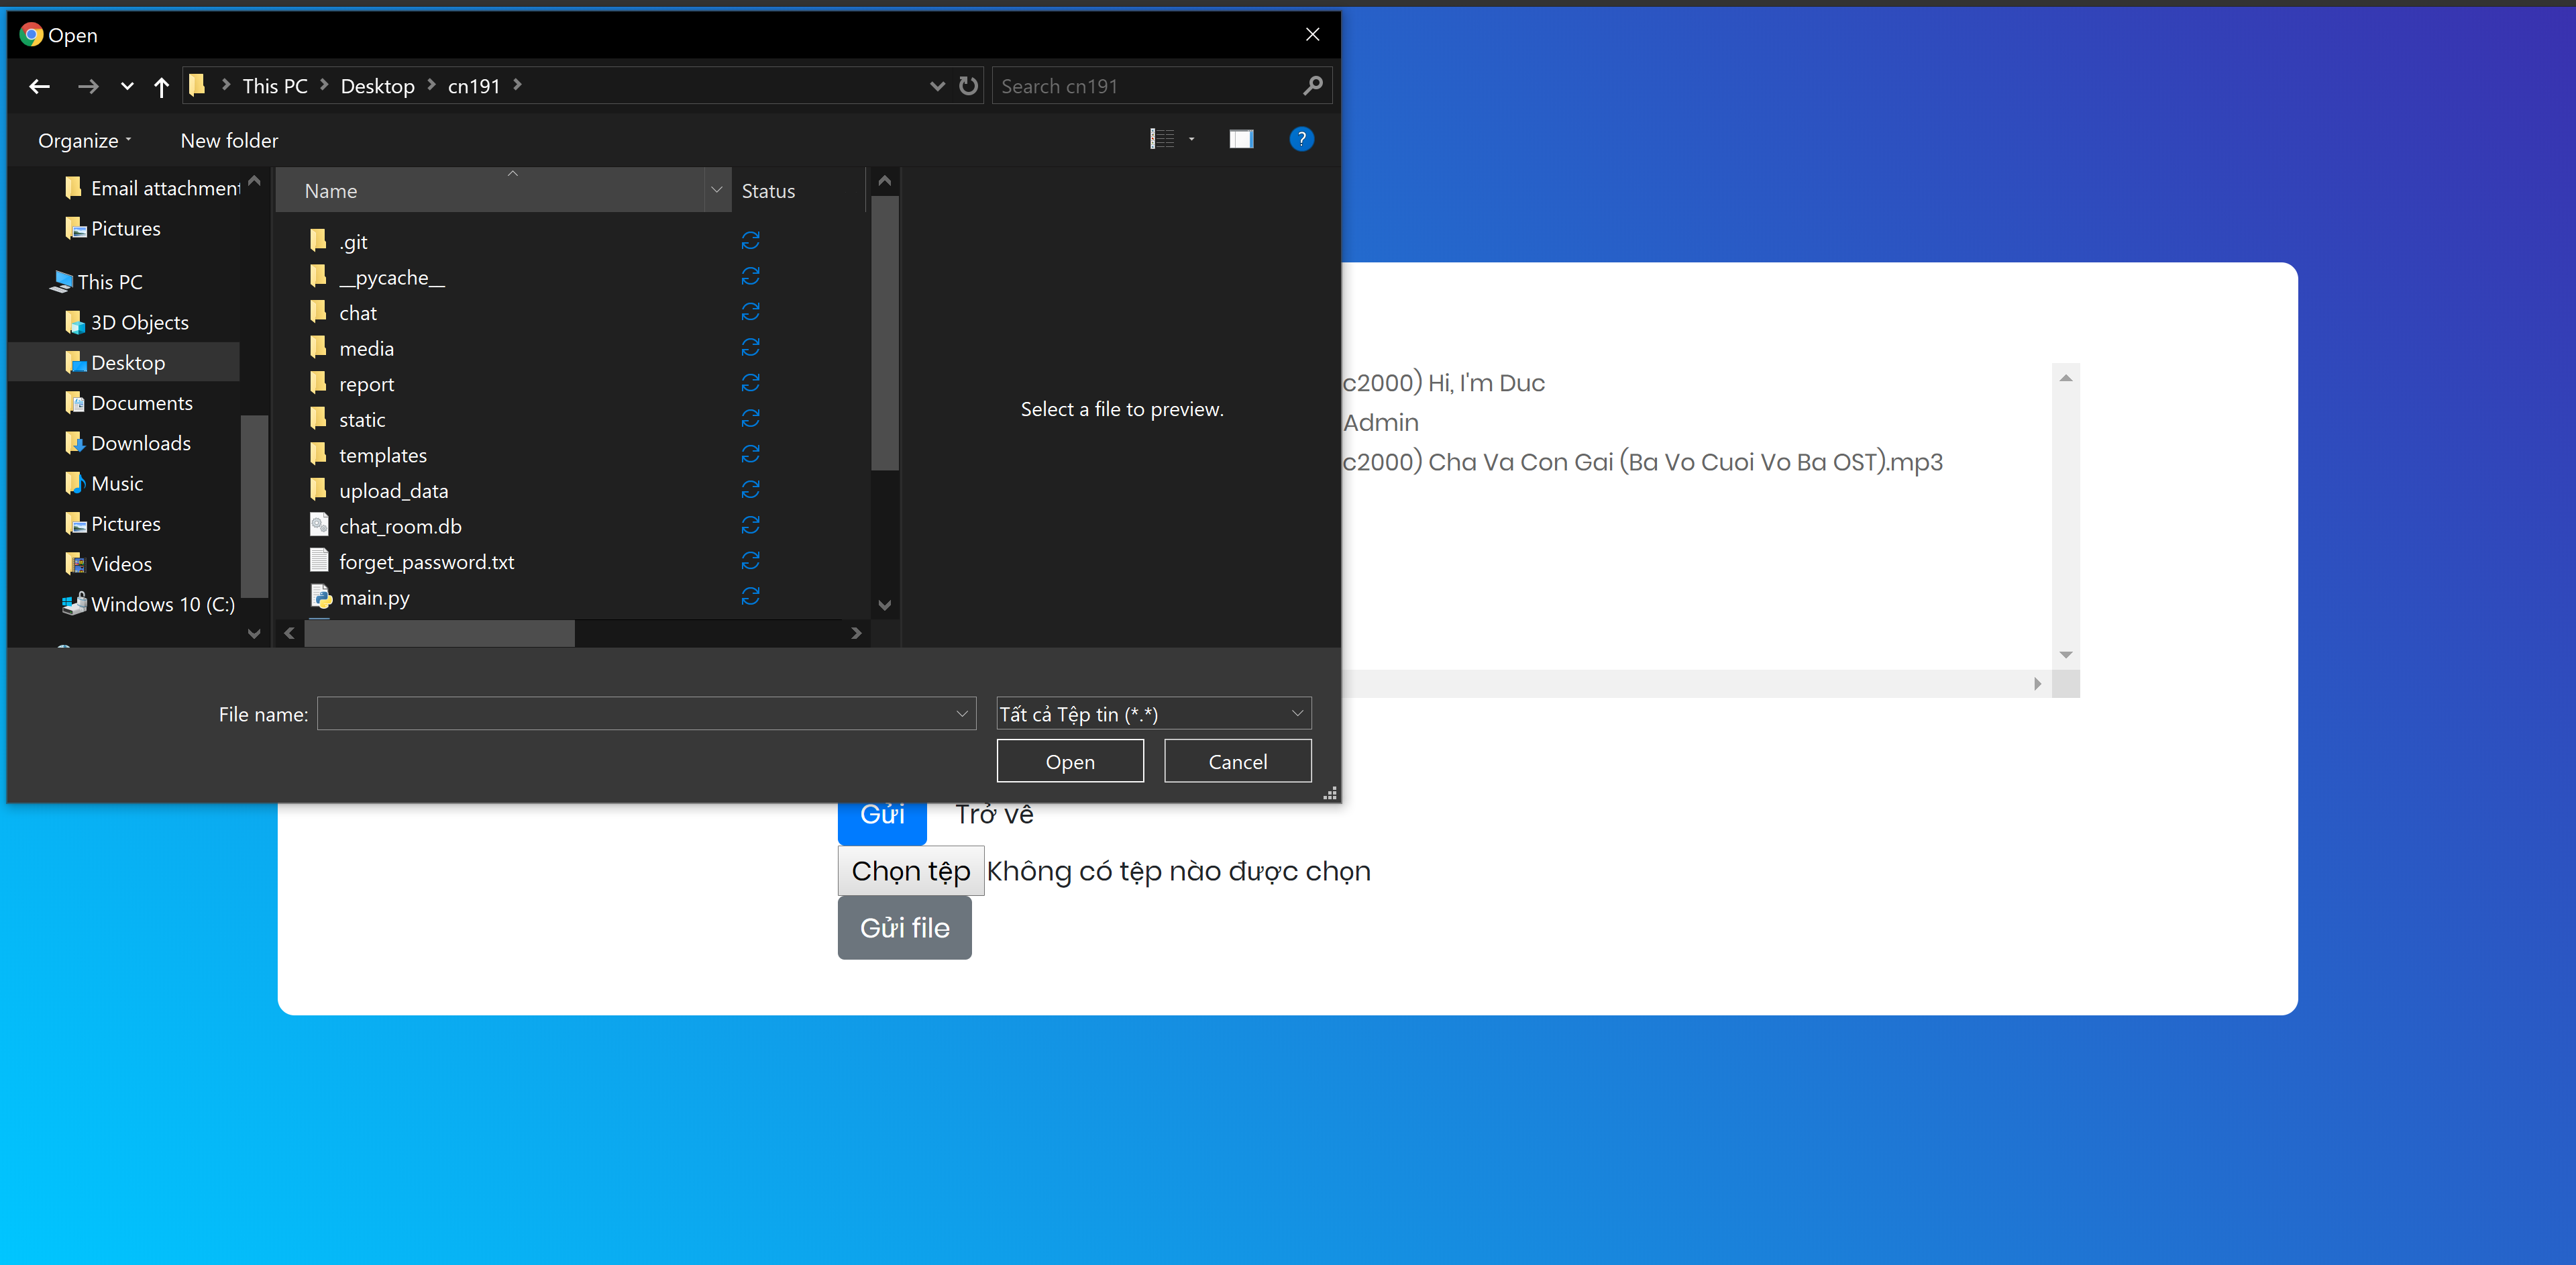 Open
This PC
Desktop
cn191
Search cn191
Organize
New folder
Email attachment
Pictures
This PC
3D Objects
Desktop
Documents
Downloads
Music
Pictures
Videos
Windows 10 (C:)
Name
Status
.git
__pycache__
chat
media
report
static
templates
upload_data
chat_room.db
forget_password.txt
main.py
Select a file to preview.
File name:
Tất cả Tệp tin (*.*)
Open
Cancel
c2000) Hi, I'm Duc
Admin
c2000) Cha Va Con Gai (Ba Vo Cuoi Vo Ba OST).mp3
Gửi
Trở về
Chọn tệp
Không có tệp nào được chọn
Gửi file